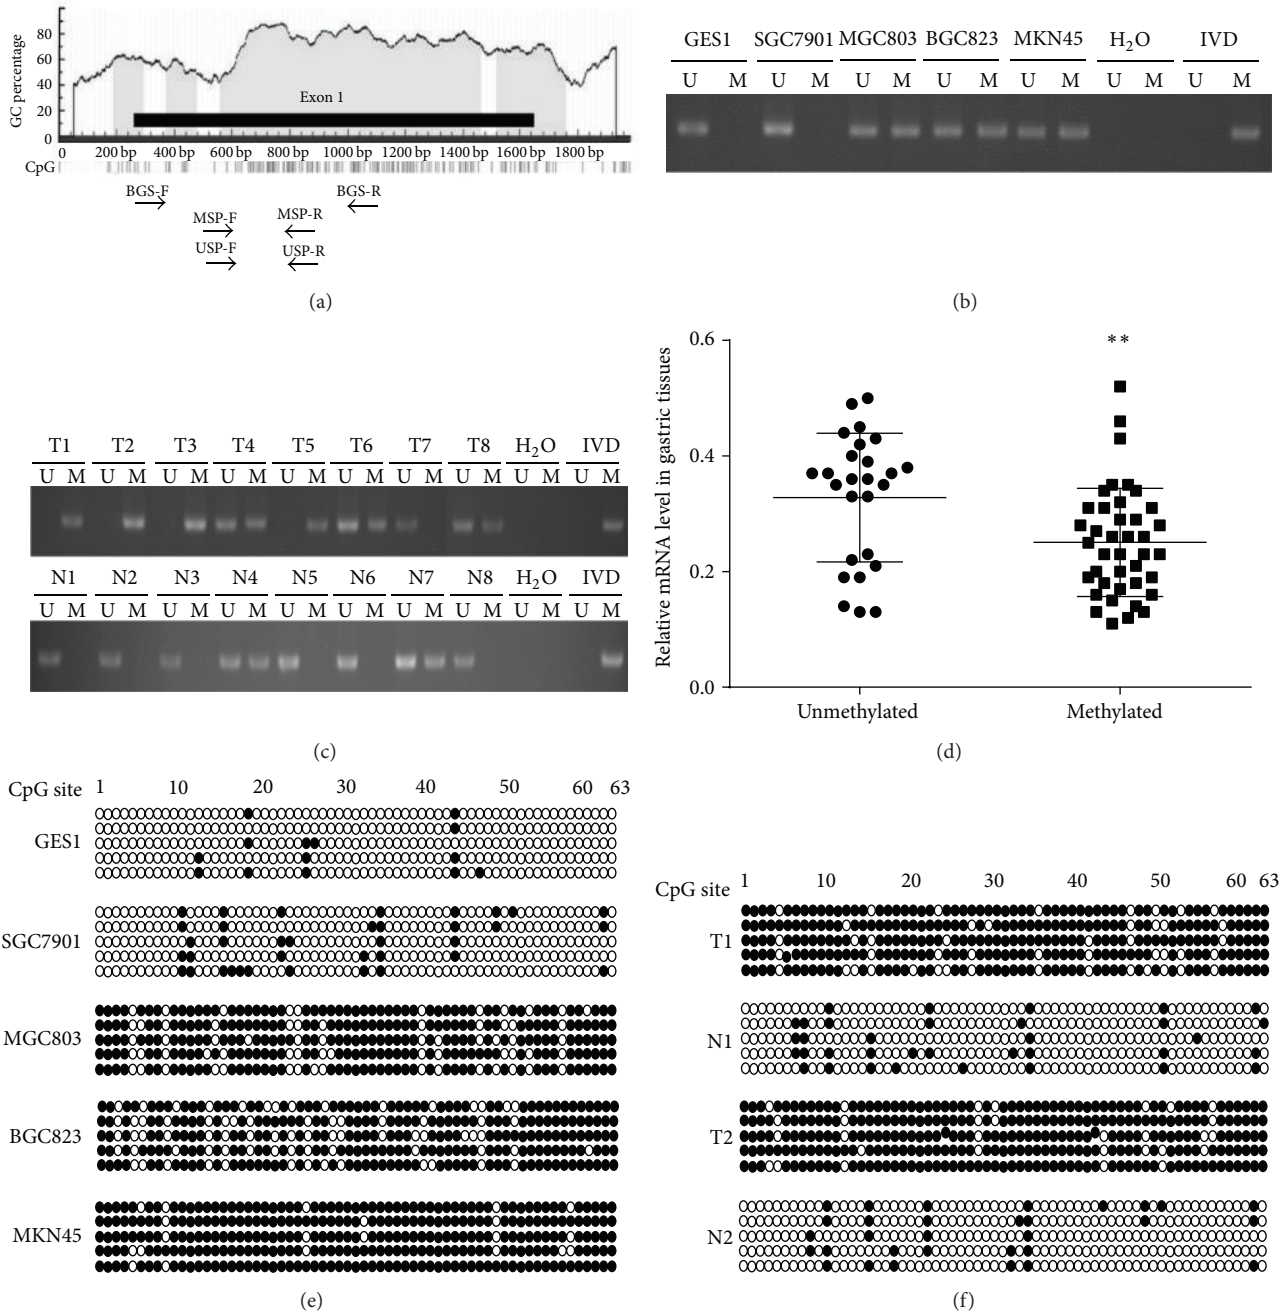 GC percentage
80
60
40
20
0
Exon 1
0 200 bp 400 bp 600 bp 800 bp 1000 bp 1200 bp 1400 bp 1600 bp 1800 bp
CpG
BGS-F BGS-R
MSP-F MSP-R
USP-F USP-R
(a)
GES1 SGC7901 MGC803 BGC823 MKN45 H2O IVD
U M U M U M U M U M U M U M
(b)
T1 T2 T3 T4 T5 T6 T7 T8 H2O IVD
U M U M U M U M U M U M U M U M U M U M
N1 N2 N3 N4 N5 N6 N7 N8 H2O IVD
U M U M U M U M U M U M U M U M U M U M
(c)
Relative mRNA level in gastric tissues
0.6
0.4
0.2
0.0
**
Unmethylated Methylated
(d)
CpG site 1 10 20 30 40 50 60 63
GES1
SGC7901
MGC803
BGC823
MKN45
(e)
CpG site 1 10 20 30 40 50 60 63
T1
N1
T2
N2
(f)